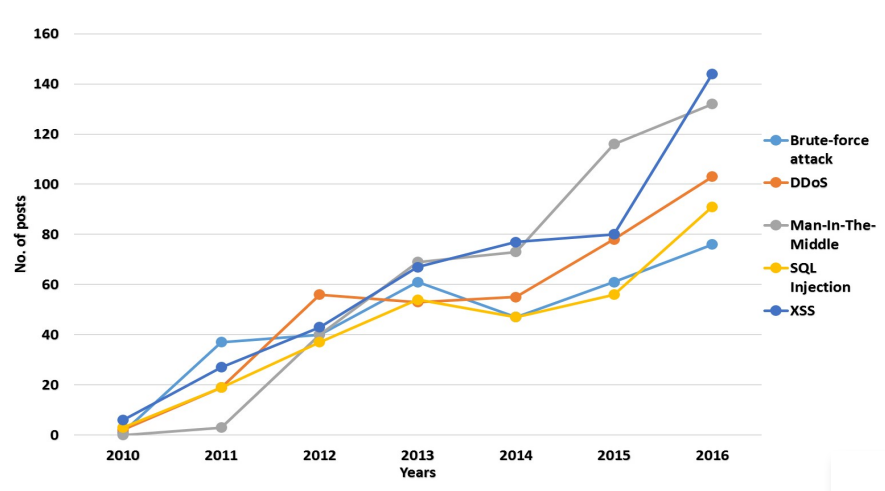 160
140
120
100
80
60
40
20
0
No. of posts
2010 2011 2012 2013 2014 2015 2016
Years
Brute-force
attack
DDoS
Man-In-The-
Middle
SQL
Injection
XSS